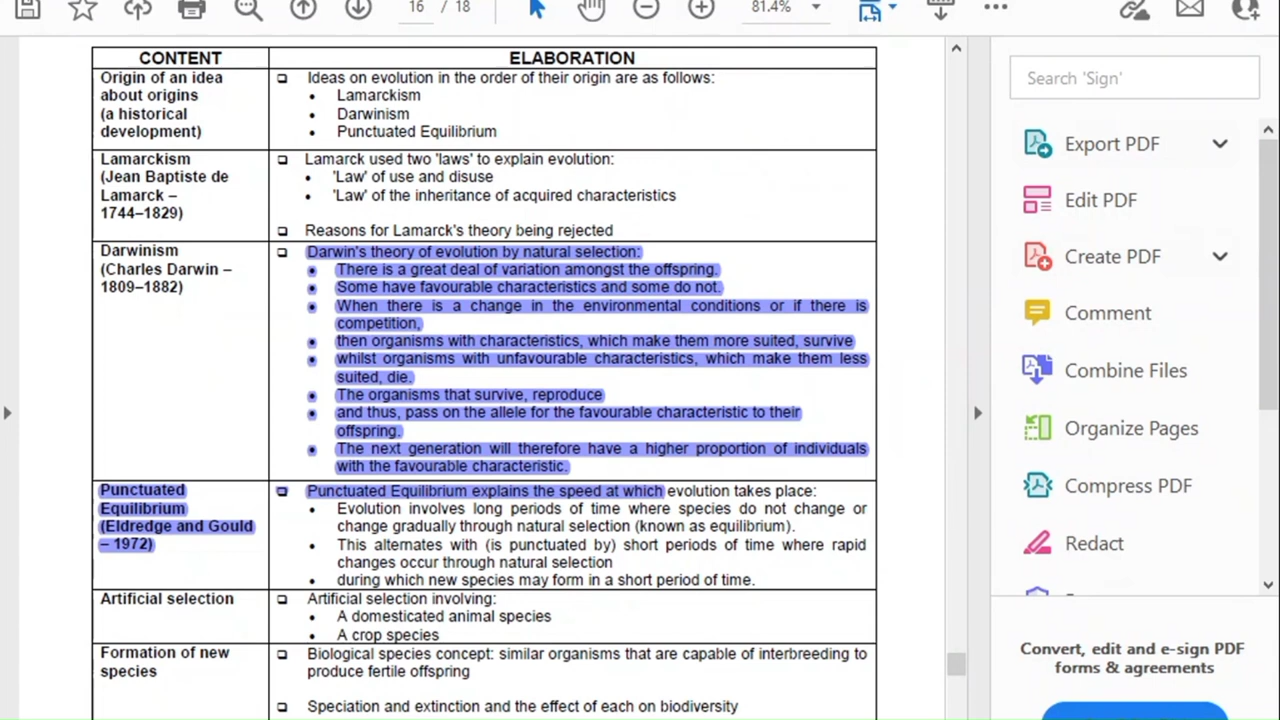 16 / 18
81.4%
CONTENT
ELABORATION
Origin of an idea
about origins
(a historical
development)
❑ Ideas on evolution in the order of their origin are as follows:
• Lamarckism
• Darwinism
• Punctuated Equilibrium
Lamarckism
(Jean Baptiste de
Lamarck –
1744–1829)
❑ Lamarck used two 'laws' to explain evolution:
• 'Law' of use and disuse
• 'Law' of the inheritance of acquired characteristics
❑ Reasons for Lamarck's theory being rejected
Darwinism
(Charles Darwin –
1809–1882)
❑ Darwin's theory of evolution by natural selection:
• There is a great deal of variation amongst the offspring.
• Some have favourable characteristics and some do not.
• When there is a change in the environmental conditions or if there is
competition,
• then organisms with characteristics, which make them more suited, survive
• whilst organisms with unfavourable characteristics, which make them less
suited, die.
• The organisms that survive, reproduce
• and thus, pass on the allele for the favourable characteristic to their
offspring.
• The next generation will therefore have a higher proportion of individuals
with the favourable characteristic.
Punctuated
Equilibrium
(Eldredge and Gould
– 1972)
❑ Punctuated Equilibrium explains the speed at which evolution takes place:
• Evolution involves long periods of time where species do not change or
change gradually through natural selection (known as equilibrium).
• This alternates with (is punctuated by) short periods of time where rapid
changes occur through natural selection
• during which new species may form in a short period of time.
Artificial selection
❑ Artificial selection involving:
• A domesticated animal species
• A crop species
Formation of new
species
❑ Biological species concept: similar organisms that are capable of interbreeding to
produce fertile offspring
❑ Speciation and extinction and the effect of each on biodiversity
Search 'Sign'
Export PDF
Edit PDF
Create PDF
Comment
Combine Files
Organize Pages
Compress PDF
Redact
Convert, edit and e-sign PDF
forms & agreements